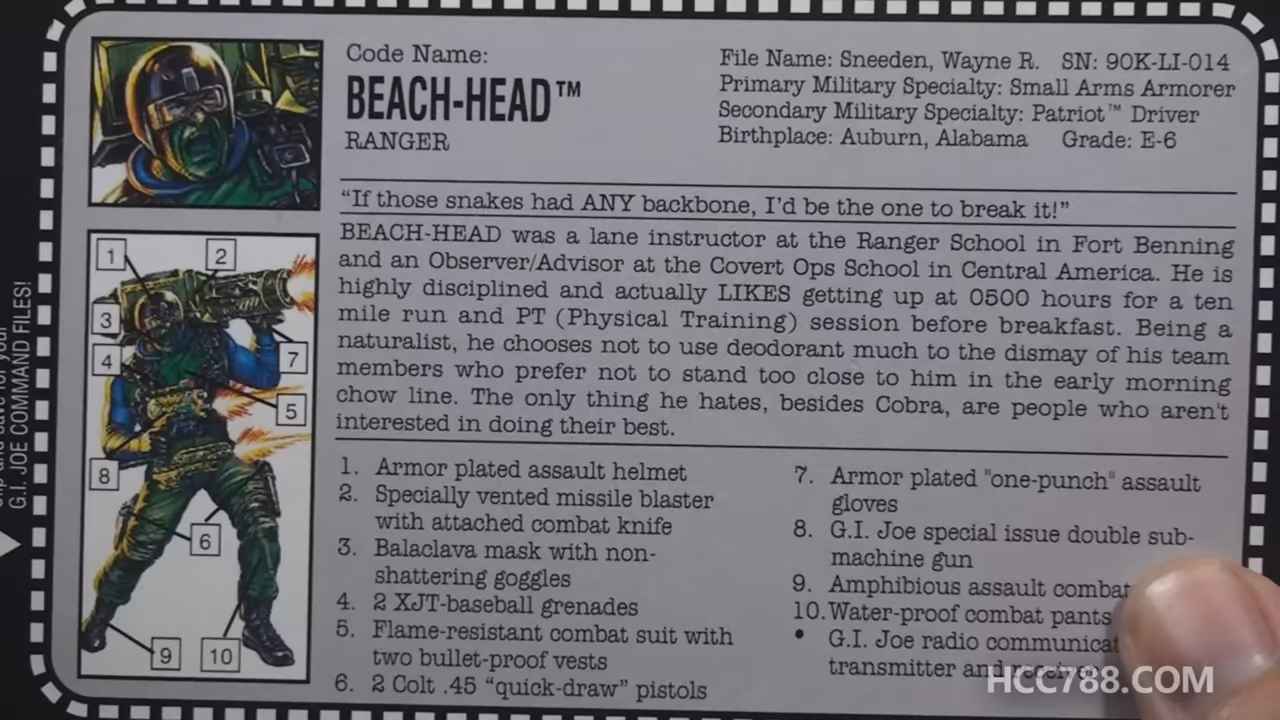 Code Name:
BEACH-HEAD™
RANGER
File Name: Sneeden, Wayne R. SN: 90K-LI-014
Primary Military Specialty: Small Arms Armorer
Secondary Military Specialty: Patriot™ Driver
Birthplace: Auburn, Alabama Grade: E-6
“If those snakes had ANY backbone, I'd be the one to break it!”
BEACH-HEAD was a lane instructor at the Ranger School in Fort Benning
and an Observer/Advisor at the Covert Ops School in Central America. He is
highly disciplined and actually LIKES getting up at 0500 hours for a ten
mile run and PT (Physical Training) session before breakfast. Being a
naturalist, he chooses not to use deodorant much to the dismay of his team
members who prefer not to stand too close to him in the early morning
chow line. The only thing he hates, besides Cobra, are people who aren't
interested in doing their best.
1
2
3
4
7
5
8
6
9
10
1. Armor plated assault helmet
2. Specially vented missile blaster
with attached combat knife
3. Balaclava mask with non-
shattering goggles
4. 2 XJT-baseball grenades
5. Flame-resistant combat suit with
two bullet-proof vests
6. 2 Colt .45 “quick-draw” pistols
7. Armor plated "one-punch" assault
gloves
8. G.I. Joe special issue double sub-
machine gun
9. Amphibious assault combat
10. Water-proof combat pants
• G.I. Joe radio communicat
transmitter and
G.I. JOE COMMAND FILES!
HCC788.COM